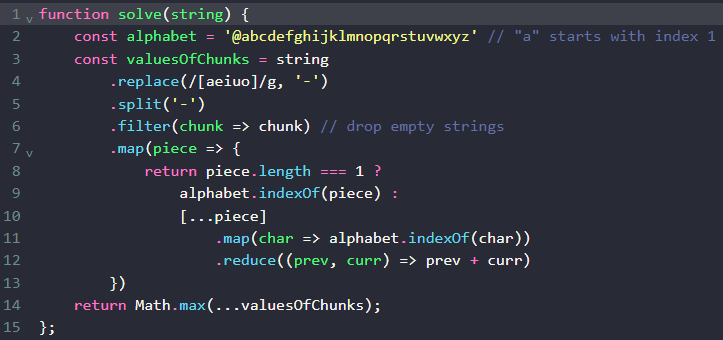 1 function solve(string) {
2     const alphabet = '@abcdefghijklmnopqrstuvwxyz' // "a" starts with index 1
3     const valuesOfChunks = string
4         .replace(/[aeiuo]/g, '-')
5         .split('-')
6         .filter(chunk => chunk) // drop empty strings
7         .map(piece => {
8             return piece.length === 1 ?
9                 alphabet.indexOf(piece) :
10                 [...piece]
11                     .map(char => alphabet.indexOf(char))
12                     .reduce((prev, curr) => prev + curr)
13         })
14     return Math.max(...valuesOfChunks);
15 };